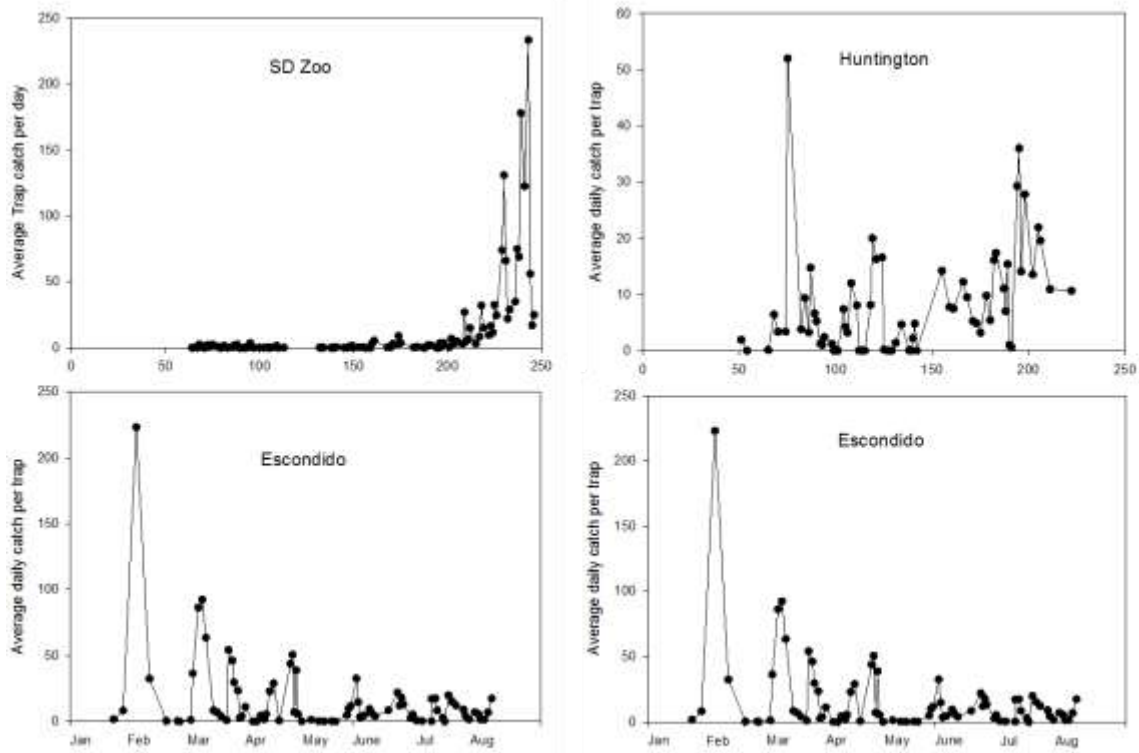 SD Zoo
Average Trap catch per day
250
200
150
100
50
0
0 50 100 150 200 250
Huntington
Average daily catch per trap
60
50
40
30
20
10
0
0 50 100 150 200 250
Escondido
Average daily catch per trap
250
200
150
100
50
0
Jan Feb Mar Apr May June Jul Aug
Escondido
Average daily catch per trap
250
200
150
100
50
0
Jan Feb Mar Apr May June Jul Aug